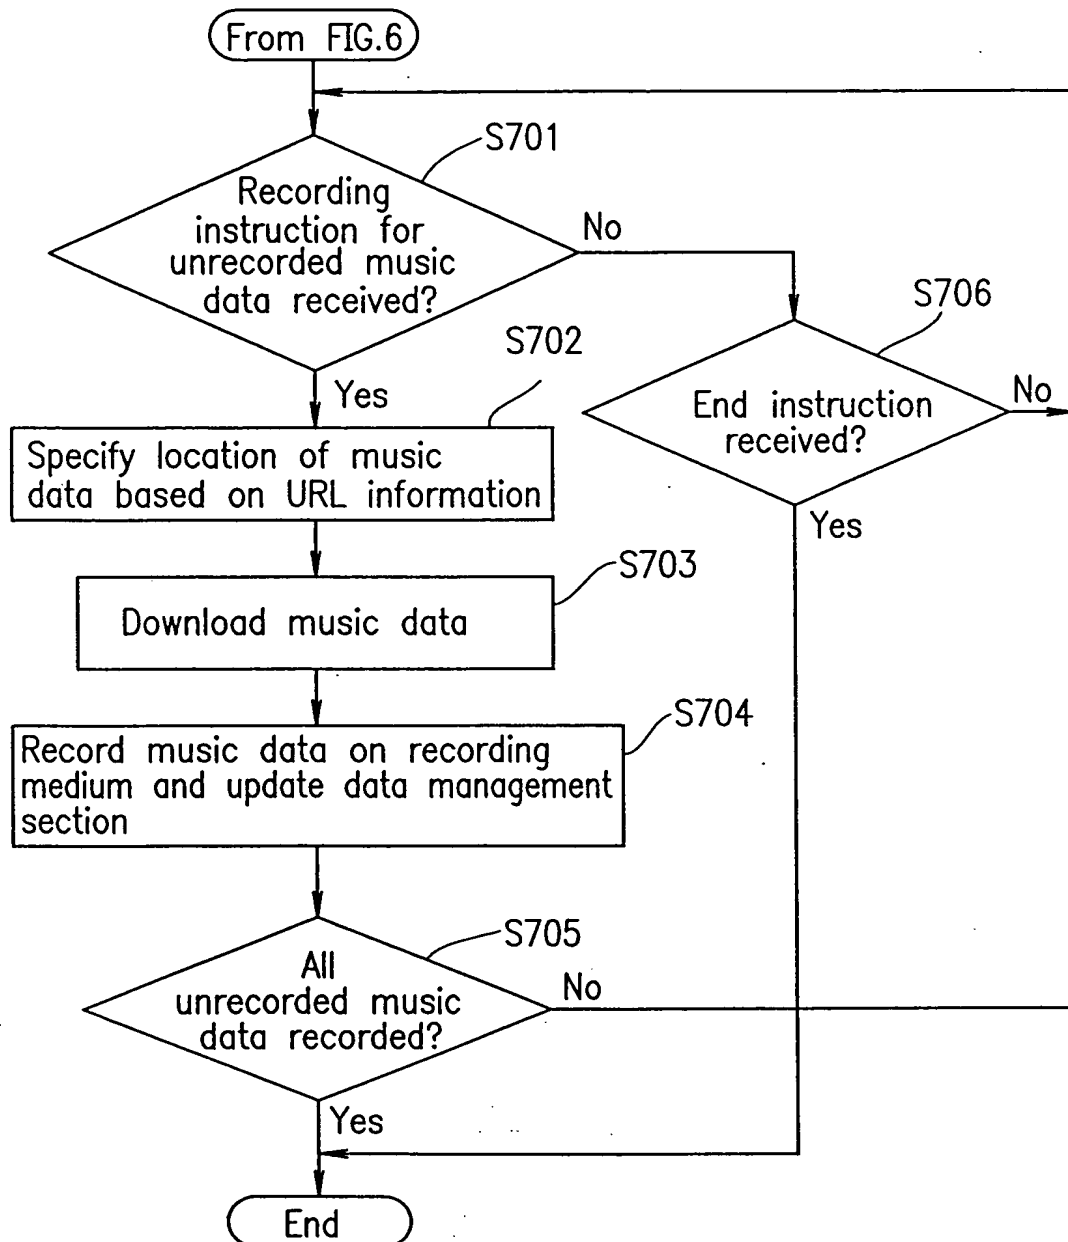 From FIG.6
S701
Recording
instruction for
unrecorded music
data received?
No
S706
S702
Yes
End instruction
received?
No
Specify location of music
data based on URL information
Yes
S703
Download music data
S704
Record music data on recording
medium and update data management
section
S705
All
unrecorded music
data recorded?
No
Yes
End